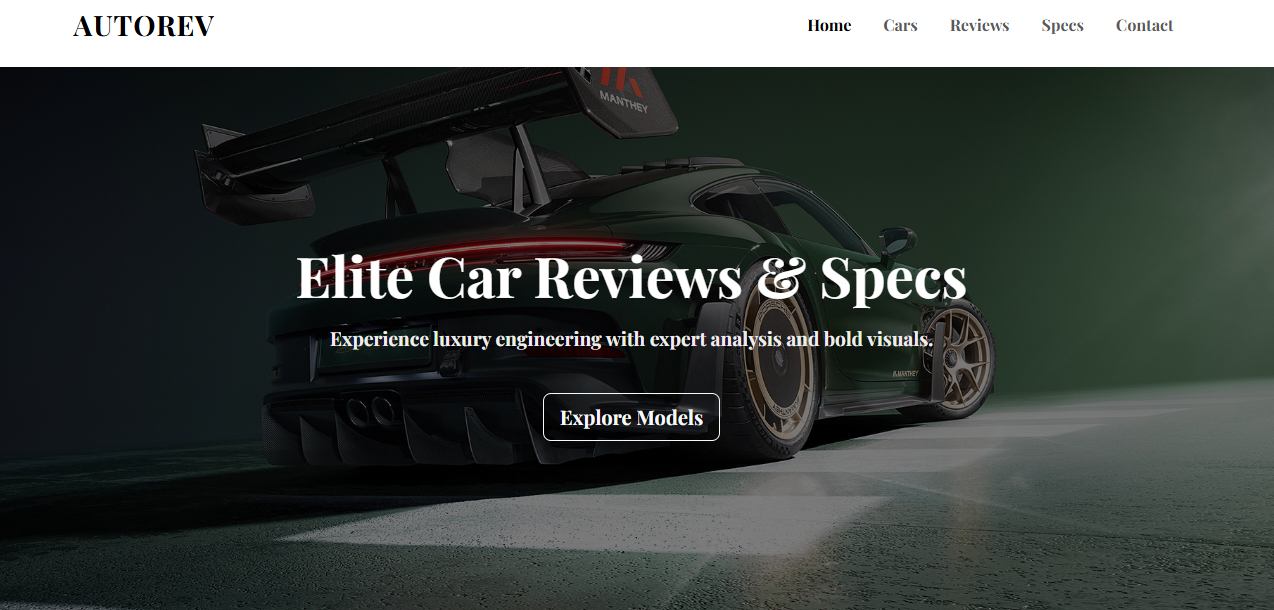 AUTOREV
Home Cars Reviews Specs Contact
MANTHEY
Elite Car Reviews & Specs
Experience luxury engineering with expert analysis and bold visuals.
Explore Models